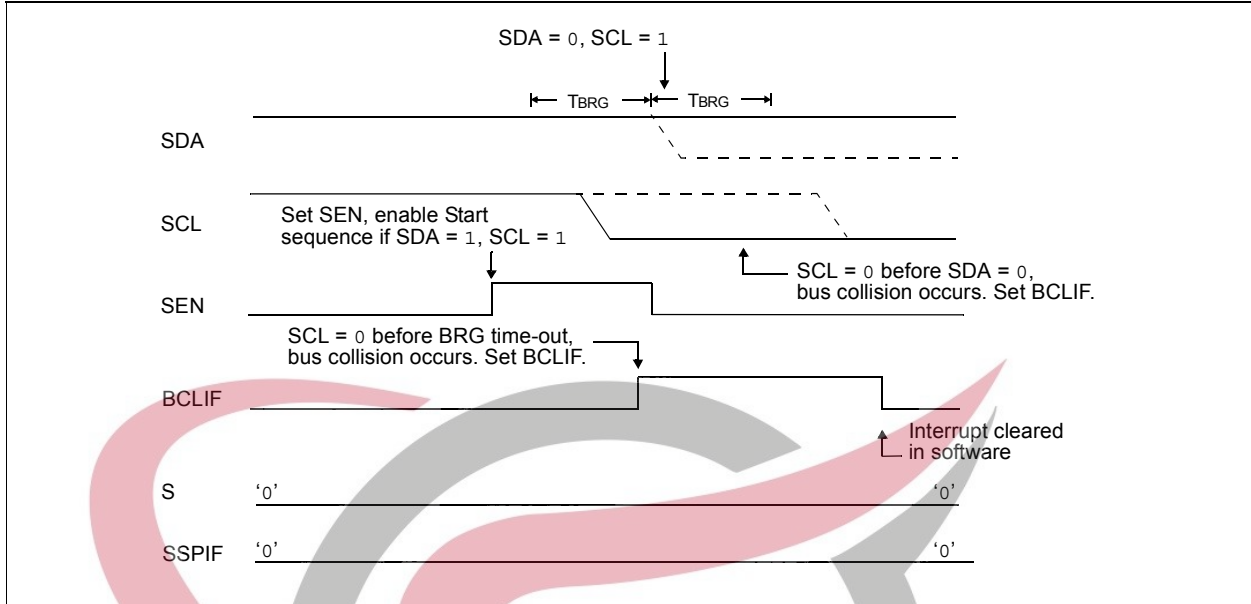 SDA = 0, SCL = 1
TBRG TBRG
SDA
SCL
Set SEN, enable Start
sequence if SDA = 1, SCL = 1
SCL = 0 before SDA = 0,
bus collision occurs. Set BCLIF.
SEN
SCL = 0 before BRG time-out,
bus collision occurs. Set BCLIF.
BCLIF
Interrupt cleared
in software
S ‘0’ ‘0’
SSPIF ‘0’ ‘0’